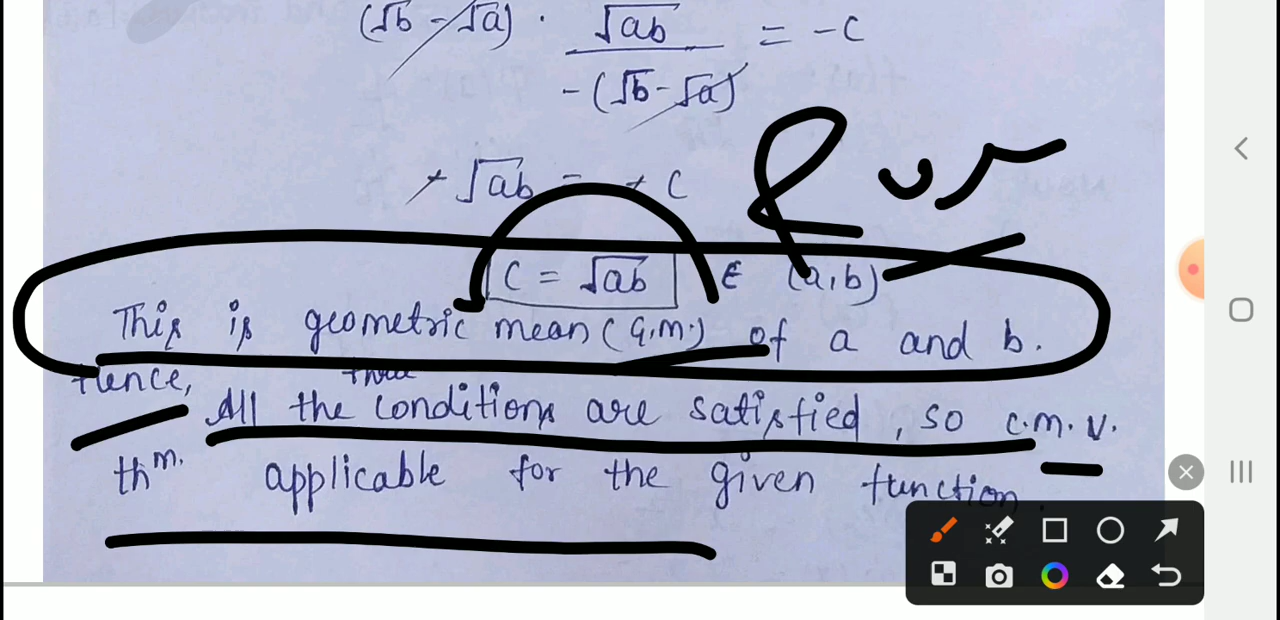 (√b - √a) · √ab / -(√b - √a) = -C
+ √ab = + C
C = √ab ∈ (a,b)
This is geometric mean (G.m.) of a and b.
Hence,
All the conditions are satisfied, so c.m.v.
thm. applicable for the given function.